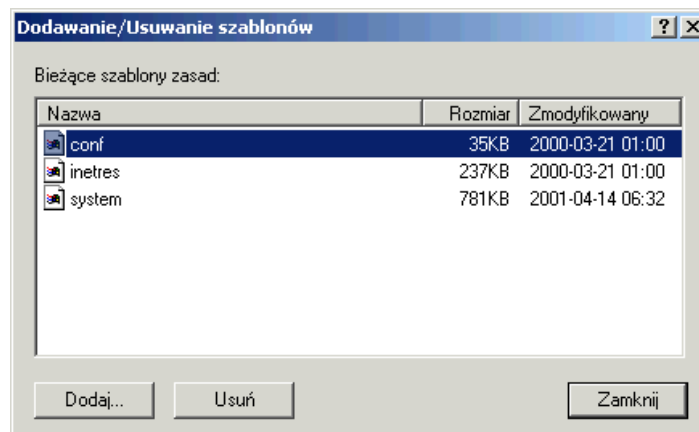 Dodawanie/Usuwanie szablonów
Bieżące szablony zasad:
Nazwa Rozmiar Zmodyfikowany
conf 35KB 2000-03-21 01:00
inetres 237KB 2000-03-21 01:00
system 781KB 2001-04-14 06:32
Dodaj... Usuń Zamknij